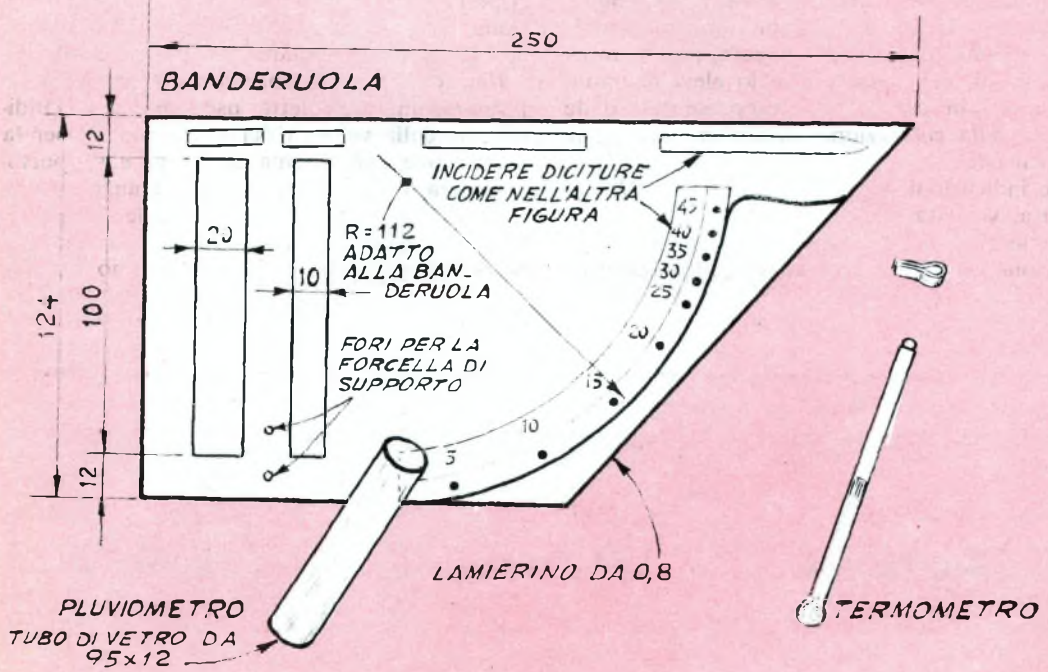 250
BANDERUOLA
12
INCIDERE DICITURE
COME NELL'ALTRA
FIGURA
45
40
35
30
25
20
15
10
5
R=112
ADATTO
ALLA BAN-
DERUOLA
20
10
124
100
12
FORI PER LA
FORCELLA DI
SUPPORTO
LAMIERINO DA 0,8
PLUVIOMETRO
TUBO DI VETRO DA
95x12
TERMOMETRO